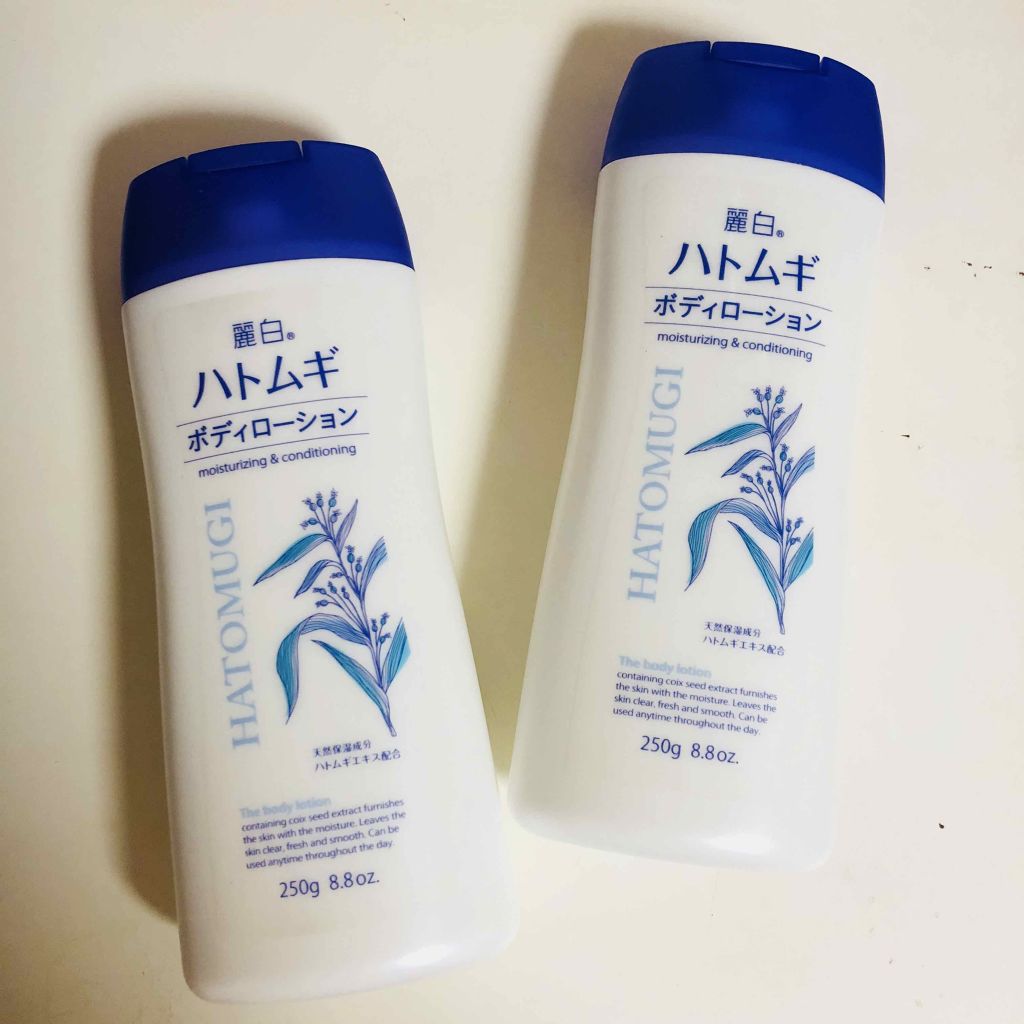 麗白®
ハトムギ
ボディローション
moisturizing & conditioning
HATOMUGI
天然保湿成分
ハトムギエキス配合
The body lotion
containing coix seed extract furnishes
the skin with the moisture. Leaves the
skin clear, fresh and smooth. Can be
used anytime throughout the day.
250g 8.8oz.
麗白®
ハトムギ
ボディローション
moisturizing & conditioning
HATOMUGI
天然保湿成分
ハトムギエキス配合
The body lotion
containing coix seed extract furnishes
the skin with the moisture. Leaves the
skin clear, fresh and smooth. Can be
used anytime throughout the day.
250g 8.8oz.